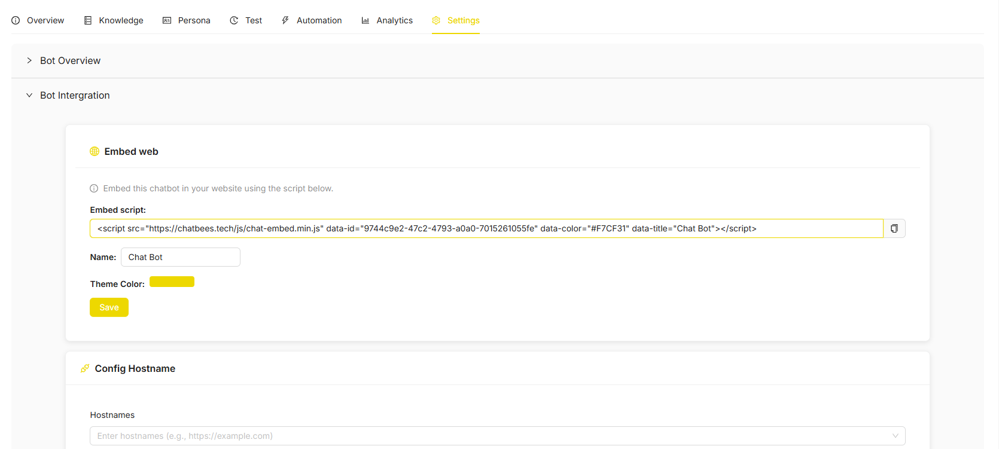 Overview Knowledge Persona Test Automation Analytics Settings
Bot Overview
Bot Intergration
Embed web
Embed this chatbot in your website using the script below.
Embed script:
<script src="https://chatbees.tech/js/chat-embed.min.js" data-id="9744c9e2-47c2-4793-a0a0-7015261055fe" data-color="#F7CF31" data-title="Chat Bot"></script>
Name: Chat Bot
Theme Color:
Save
Config Hostname
Hostnames
Enter hostnames (e.g., https://example.com)